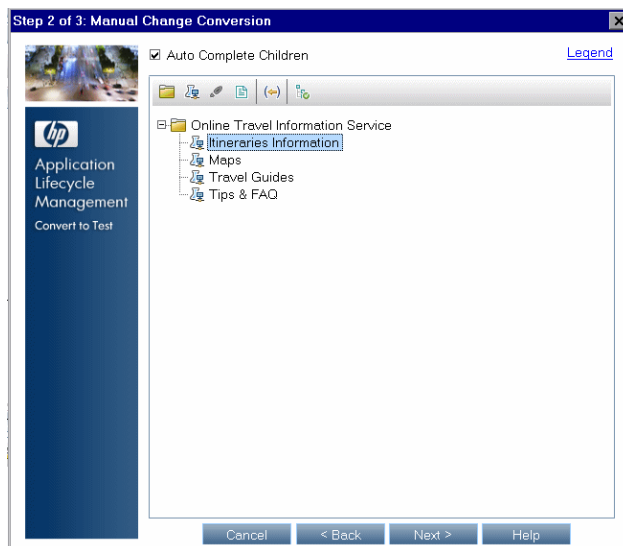 Step 2 of 3: Manual Change Conversion
Auto Complete Children
Legend
hp
Application
Lifecycle
Management
Convert to Test
Online Travel Information Service
Itineraries Information
Maps
Travel Guides
Tips & FAQ
Cancel
< Back
Next >
Help